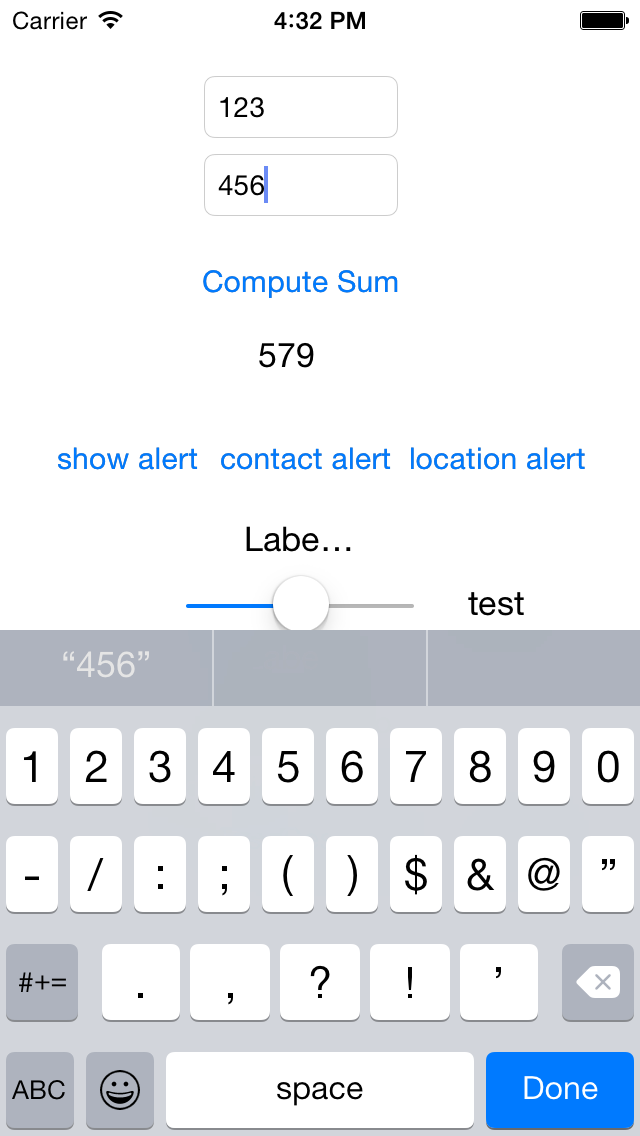 Carrier 4:32 PM
123
456
Compute Sum
579
show alert contact alert location alert
Labe…
test
“456”
1 2 3 4 5 6 7 8 9 0
- / : ; ( ) $ & @ ”
#+= . , ? ! ’
ABC space Done